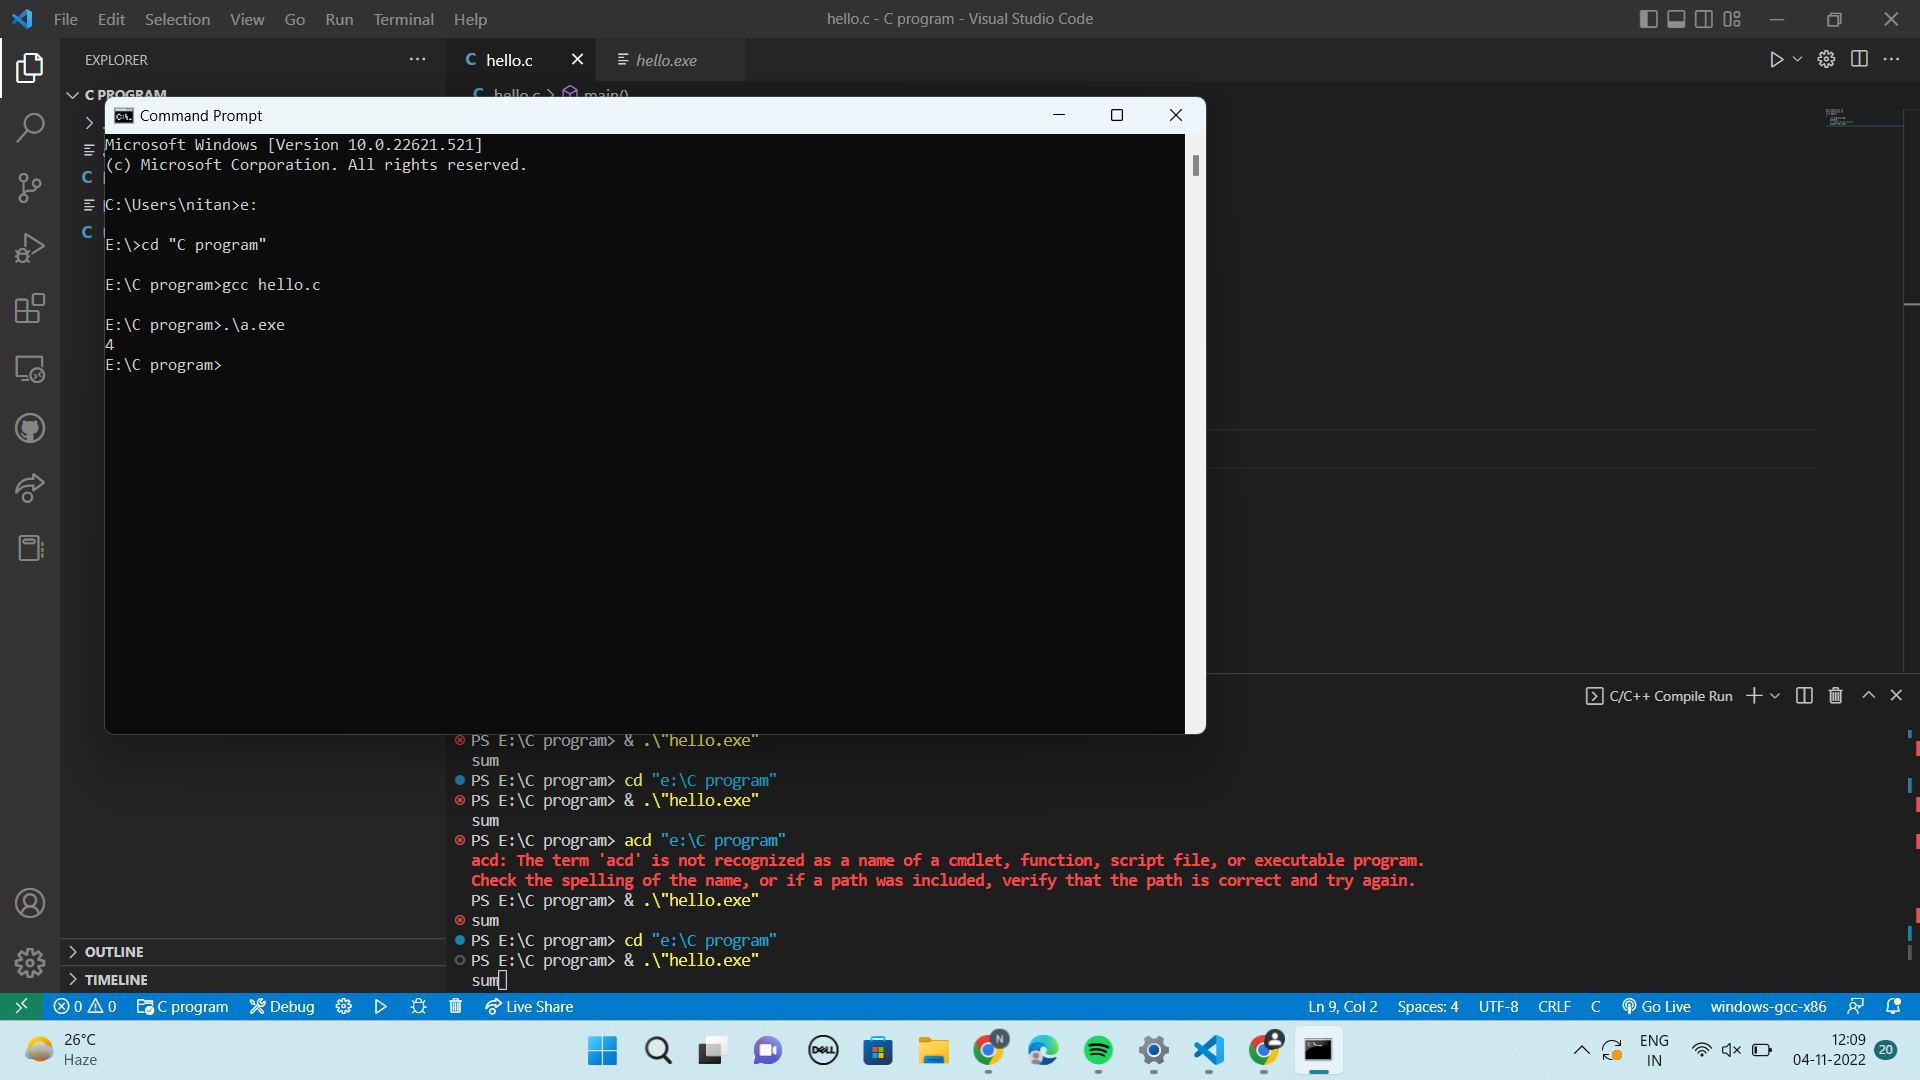 File Edit Selection View Go Run Terminal Help
hello.c - C program - Visual Studio Code
EXPLORER
hello.c
hello.exe
C PROGRAM
hello.c > main()
Command Prompt
Microsoft Windows [Version 10.0.22621.521]
(c) Microsoft Corporation. All rights reserved.
C:\Users\nitan>e:
E:\>cd "C program"
E:\C program>gcc hello.c
E:\C program>.\a.exe
4
E:\C program>
C/C++ Compile Run
PS E:\C program> & .\"hello.exe"
sum
PS E:\C program> cd "e:\C program"
PS E:\C program> & .\"hello.exe"
sum
PS E:\C program> acd "e:\C program"
acd: The term 'acd' is not recognized as a name of a cmdlet, function, script file, or executable program.
Check the spelling of the name, or if a path was included, verify that the path is correct and try again.
PS E:\C program> & .\"hello.exe"
sum
PS E:\C program> cd "e:\C program"
PS E:\C program> & .\"hello.exe"
sum
OUTLINE
TIMELINE
0 0 C program Debug Live Share
Ln 9, Col 2 Spaces: 4 UTF-8 CRLF C Go Live windows-gcc-x86
26°C
Haze
DELL
N
ENG
IN
12:09
04-11-2022
20